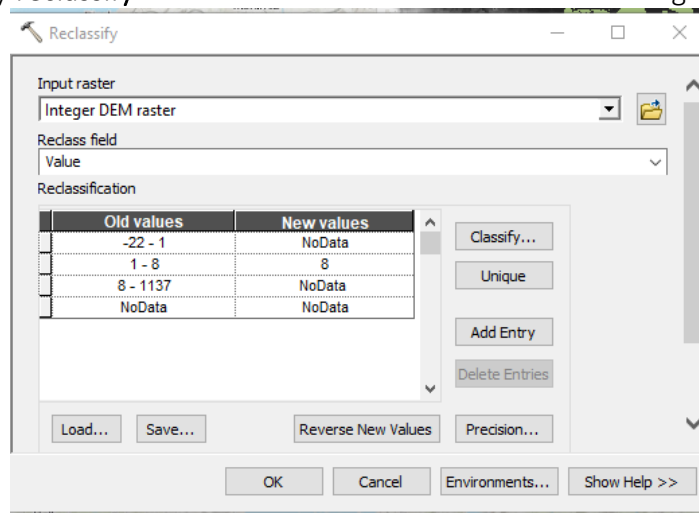 Reclassify
Input raster
Integer DEM raster
Reclass field
Value
Reclassification
Old values New values
-22 - 1 NoData
1 - 8 8
8 - 1137 NoData
NoData NoData
Classify...
Unique
Add Entry
Delete Entries
Load... Save... Reverse New Values Precision...
OK Cancel Environments... Show Help >>